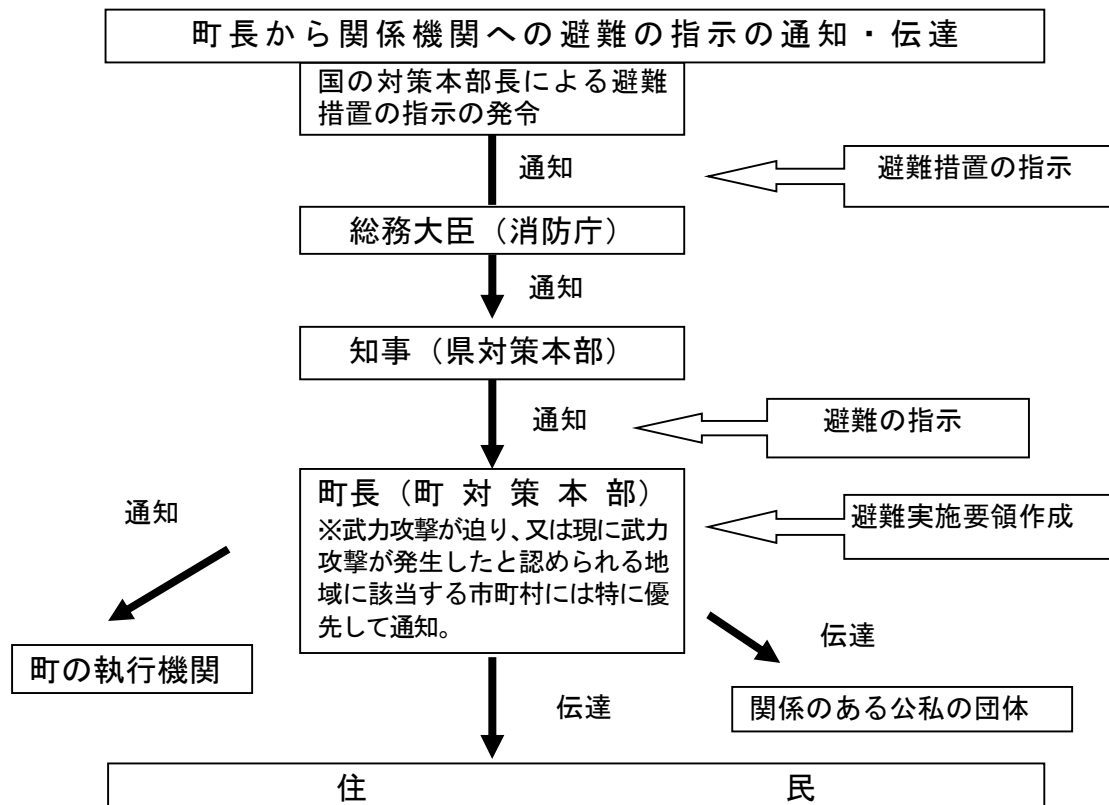 町長から関係機関への避難の指示の通知・伝達
国の対策本部長による避難
措置の指示の発令
通知
避難措置の指示
総務大臣（消防庁）
通知
知事（県対策本部）
通知
避難の指示
町長（町対策本部）
※武力攻撃が迫り、又は現に武力
攻撃が発生したと認められる地
域に該当する市町村には特に優
先して通知。
避難実施要領作成
通知
町の執行機関
伝達
関係のある公私の団体
伝達
住民